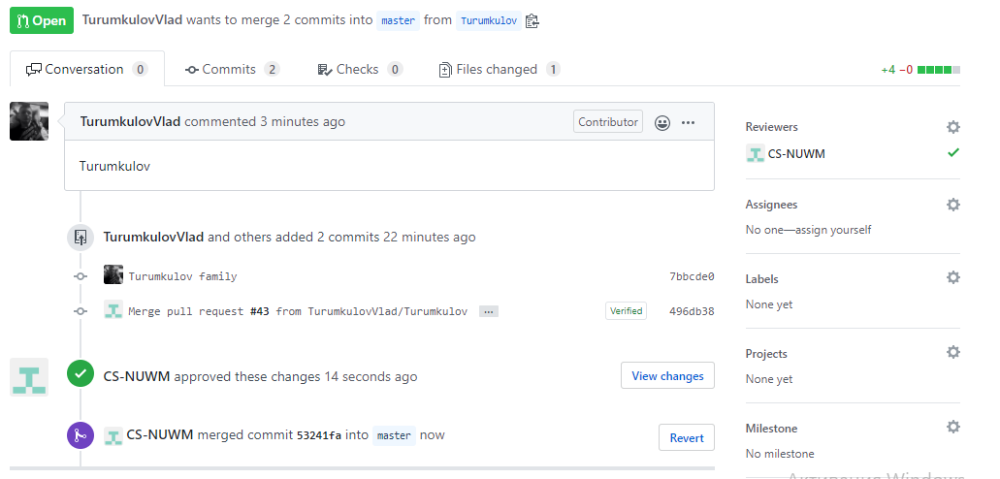 Open TurumkulovVlad wants to merge 2 commits into master from Turumkulov
Conversation 0 Commits 2 Checks 0 Files changed 1 +4 −0
TurumkulovVlad commented 3 minutes ago Contributor
Turumkulov
TurumkulovVlad and others added 2 commits 22 minutes ago
Turumkulov family 7bbcde0
Merge pull request #43 from TurumkulovVlad/Turumkulov ... Verified 496db38
CS-NUWM approved these changes 14 seconds ago View changes
CS-NUWM merged commit 53241fa into master now Revert
Reviewers
CS-NUWM
Assignees
No one—assign yourself
Labels
None yet
Projects
None yet
Milestone
No milestone
Активация Windows